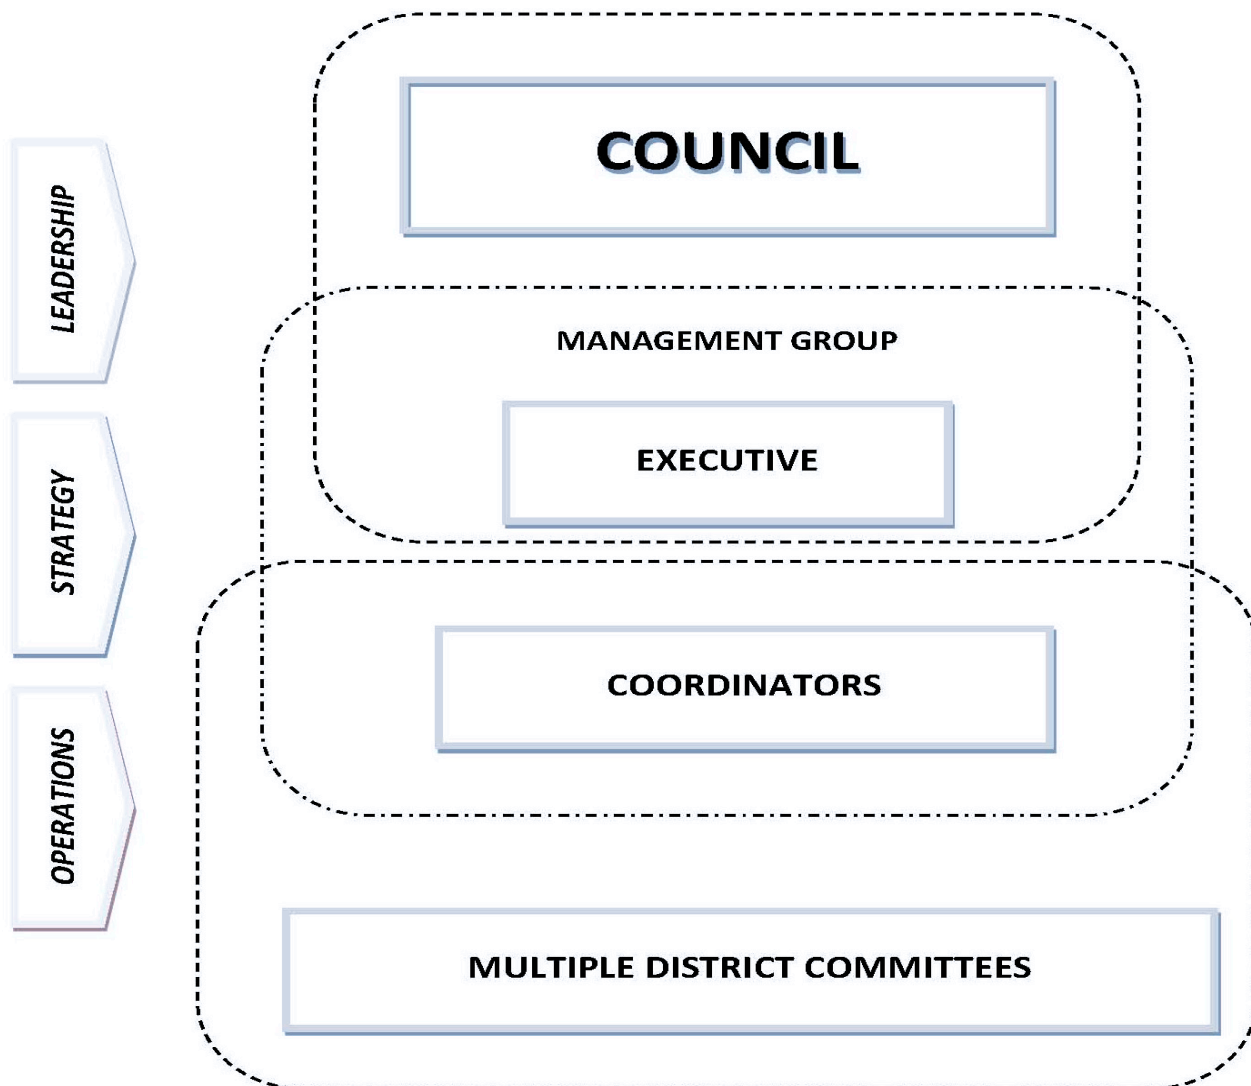 LEADERSHIP
STRATEGY
OPERATIONS
COUNCIL
MANAGEMENT GROUP
EXECUTIVE
COORDINATORS
MULTIPLE DISTRICT COMMITTEES